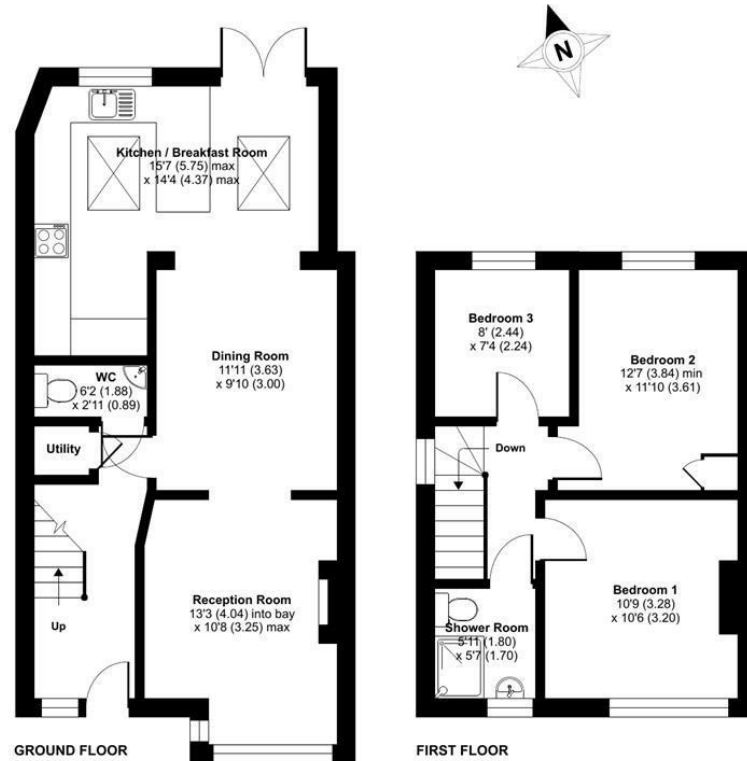 N
Kitchen / Breakfast Room
15'7 (5.75) max
x 14'4 (4.37) max
Dining Room
11'11 (3.63)
x 9'10 (3.00)
WC
6'2 (1.88)
x 2'11 (0.89)
Utility
Reception Room
13'3 (4.04) into bay
x 10'8 (3.25) max
Up
GROUND FLOOR
Bedroom 3
8' (2.44)
x 7'4 (2.24)
Bedroom 2
12'7 (3.84) min
x 11'10 (3.61)
Down
Bedroom 1
10'9 (3.28)
x 10'6 (3.20)
Shower Room
5'11 (1.80)
x 5'7 (1.70)
FIRST FLOOR